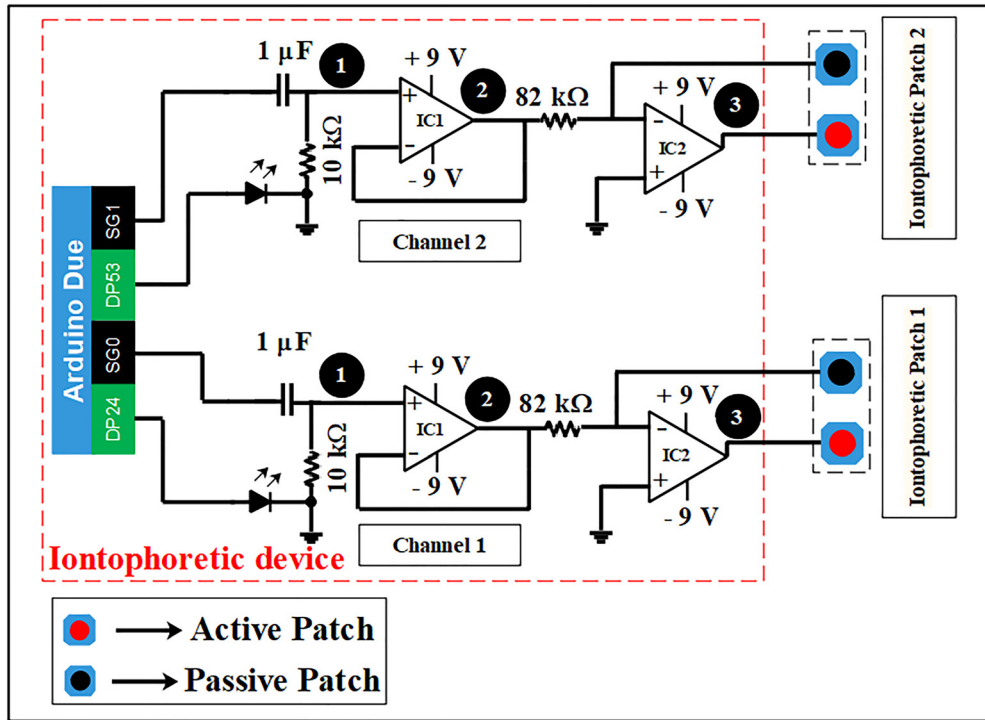 1 μF
1
+ 9 V
2
82 kΩ
+ 9 V
3
+
IC1
-
- 9 V
10 kΩ
-
IC2
+
- 9 V
Channel 2
Iontophoretic Patch 2
Arduino Due
SG1
DP53
SG0
DP24
1 μF
1
+ 9 V
2
82 kΩ
+ 9 V
3
+
IC1
-
- 9 V
10 kΩ
-
IC2
+
- 9 V
Channel 1
Iontophoretic Patch 1
Iontophoretic device
Active Patch
Passive Patch